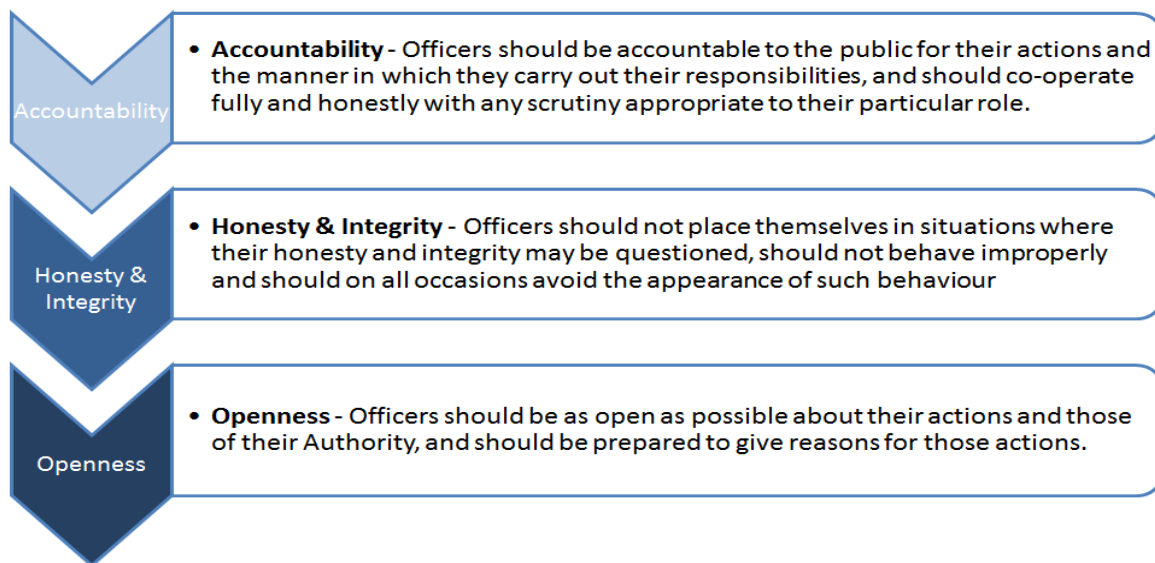 Accountability
• Accountability - Officers should be accountable to the public for their actions and
the manner in which they carry out their responsibilities, and should co-operate
fully and honestly with any scrutiny appropriate to their particular role.
Honesty &
Integrity
• Honesty & Integrity - Officers should not place themselves in situations where
their honesty and integrity may be questioned, should not behave improperly
and should on all occasions avoid the appearance of such behaviour
Openness
• Openness - Officers should be as open as possible about their actions and those
of their Authority, and should be prepared to give reasons for those actions.